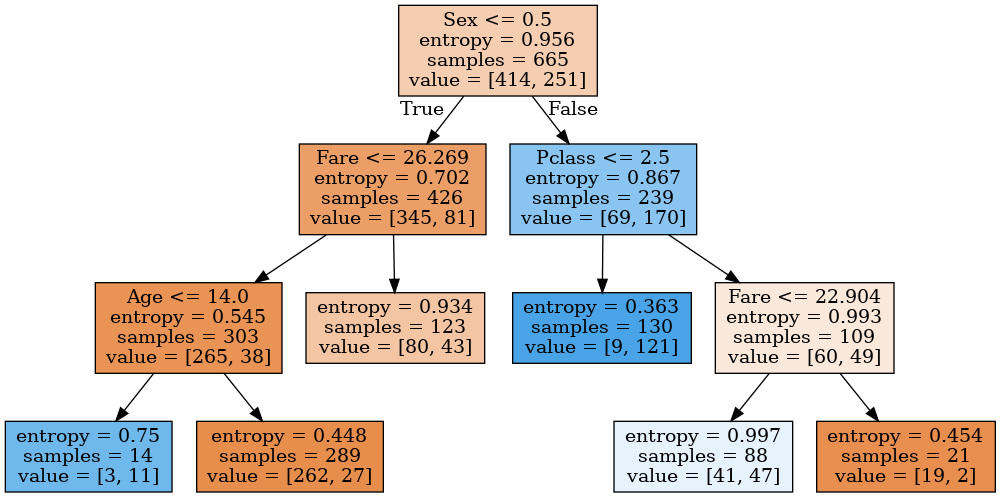 Sex <= 0.5
entropy = 0.956
samples = 665
value = [414, 251]
True
False
Fare <= 26.269
entropy = 0.702
samples = 426
value = [345, 81]
Pclass <= 2.5
entropy = 0.867
samples = 239
value = [69, 170]
Age <= 14.0
entropy = 0.545
samples = 303
value = [265, 38]
entropy = 0.934
samples = 123
value = [80, 43]
entropy = 0.363
samples = 130
value = [9, 121]
Fare <= 22.904
entropy = 0.993
samples = 109
value = [60, 49]
entropy = 0.75
samples = 14
value = [3, 11]
entropy = 0.448
samples = 289
value = [262, 27]
entropy = 0.997
samples = 88
value = [41, 47]
entropy = 0.454
samples = 21
value = [19, 2]